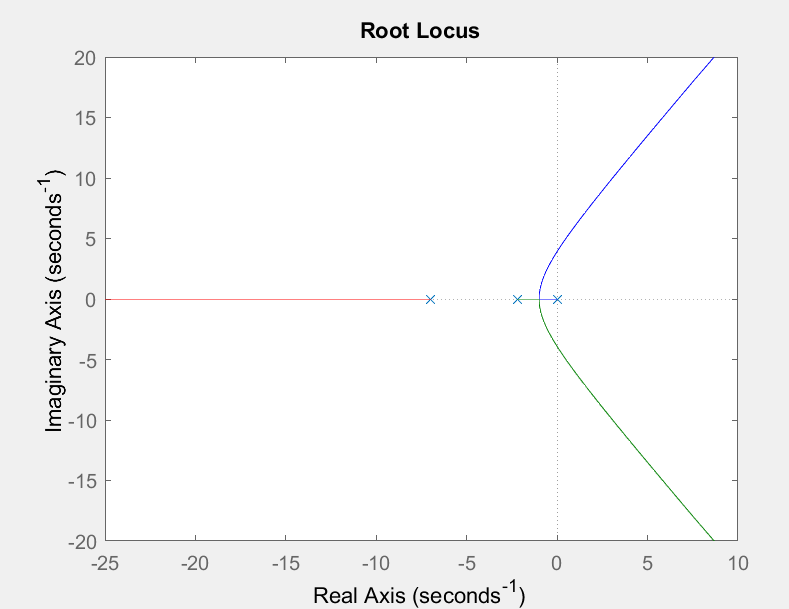 Root Locus
Imaginary Axis (seconds⁻¹)
20
15
10
5
0
-5
-10
-15
-20
-25 -20 -15 -10 -5 0 5 10
Real Axis (seconds⁻¹)